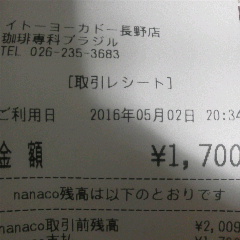 イトーヨーカドー長野店
珈琲専科ブラジル
TEL 026-235-3683
[取引レシート]
ご利用日 2016年05月02日 20:34
金額 ¥1,700
nanaco残高は以下のとおりです
nanaco取引前残高 ¥2,009